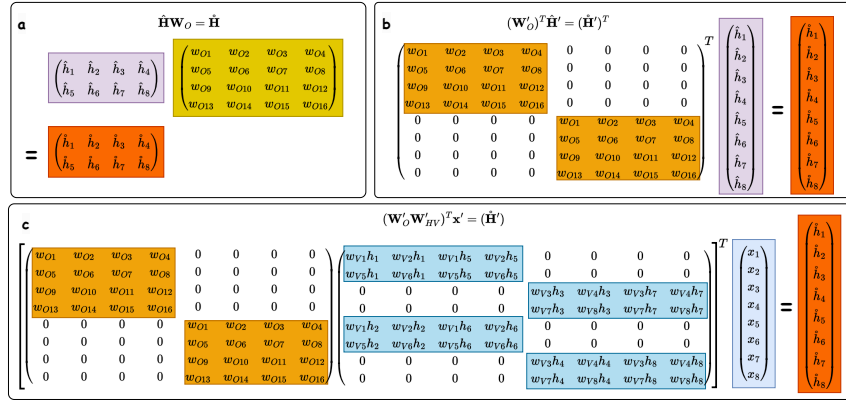 a
ĤW_O = H̊
(ĥ_1 ĥ_2 ĥ_3 ĥ_4
ĥ_5 ĥ_6 ĥ_7 ĥ_8)
(w_O1 w_O2 w_O3 w_O4
w_O5 w_O6 w_O7 w_O8
w_O9 w_O10 w_O11 w_O12
w_O13 w_O14 w_O15 w_O16)
=
(h̊_1 h̊_2 h̊_3 h̊_4
h̊_5 h̊_6 h̊_7 h̊_8)
b
(W′_O)^T Ĥ′ = (H̊′)^T
(w_O1 w_O2 w_O3 w_O4 0 0 0 0
w_O5 w_O6 w_O7 w_O8 0 0 0 0
w_O9 w_O10 w_O11 w_O12 0 0 0 0
w_O13 w_O14 w_O15 w_O16 0 0 0 0
0 0 0 0 w_O1 w_O2 w_O3 w_O4
0 0 0 0 w_O5 w_O6 w_O7 w_O8
0 0 0 0 w_O9 w_O10 w_O11 w_O12
0 0 0 0 w_O13 w_O14 w_O15 w_O16)^T
(ĥ_1
ĥ_2
ĥ_3
ĥ_4
ĥ_5
ĥ_6
ĥ_7
ĥ_8)
=
(h̊_1
h̊_2
h̊_3
h̊_4
h̊_5
h̊_6
h̊_7
h̊_8)
c
(W′_O W′_HV)^T x′ = (H̊′)
[(w_O1 w_O2 w_O3 w_O4 0 0 0 0
w_O5 w_O6 w_O7 w_O8 0 0 0 0
w_O9 w_O10 w_O11 w_O12 0 0 0 0
w_O13 w_O14 w_O15 w_O16 0 0 0 0
0 0 0 0 w_O1 w_O2 w_O3 w_O4
0 0 0 0 w_O5 w_O6 w_O7 w_O8
0 0 0 0 w_O9 w_O10 w_O11 w_O12
0 0 0 0 w_O13 w_O14 w_O15 w_O16)
(w_V1h_1 w_V2h_1 w_V1h_5 w_V2h_5 0 0 0 0
w_V5h_1 w_V6h_1 w_V5h_5 w_V6h_5 0 0 0 0
0 0 0 0 w_V3h_3 w_V4h_3 w_V3h_7 w_V4h_7
0 0 0 0 w_V7h_3 w_V8h_3 w_V7h_7 w_V8h_7
w_V1h_2 w_V2h_2 w_V1h_6 w_V2h_6 0 0 0 0
w_V5h_2 w_V6h_2 w_V5h_6 w_V6h_6 0 0 0 0
0 0 0 0 w_V3h_4 w_V4h_4 w_V3h_8 w_V4h_8
0 0 0 0 w_V7h_4 w_V8h_4 w_V7h_8 w_V8h_8)]^T
(x_1
x_2
x_3
x_4
x_5
x_6
x_7
x_8)
=
(h̊_1
h̊_2
h̊_3
h̊_4
h̊_5
h̊_6
h̊_7
h̊_8)